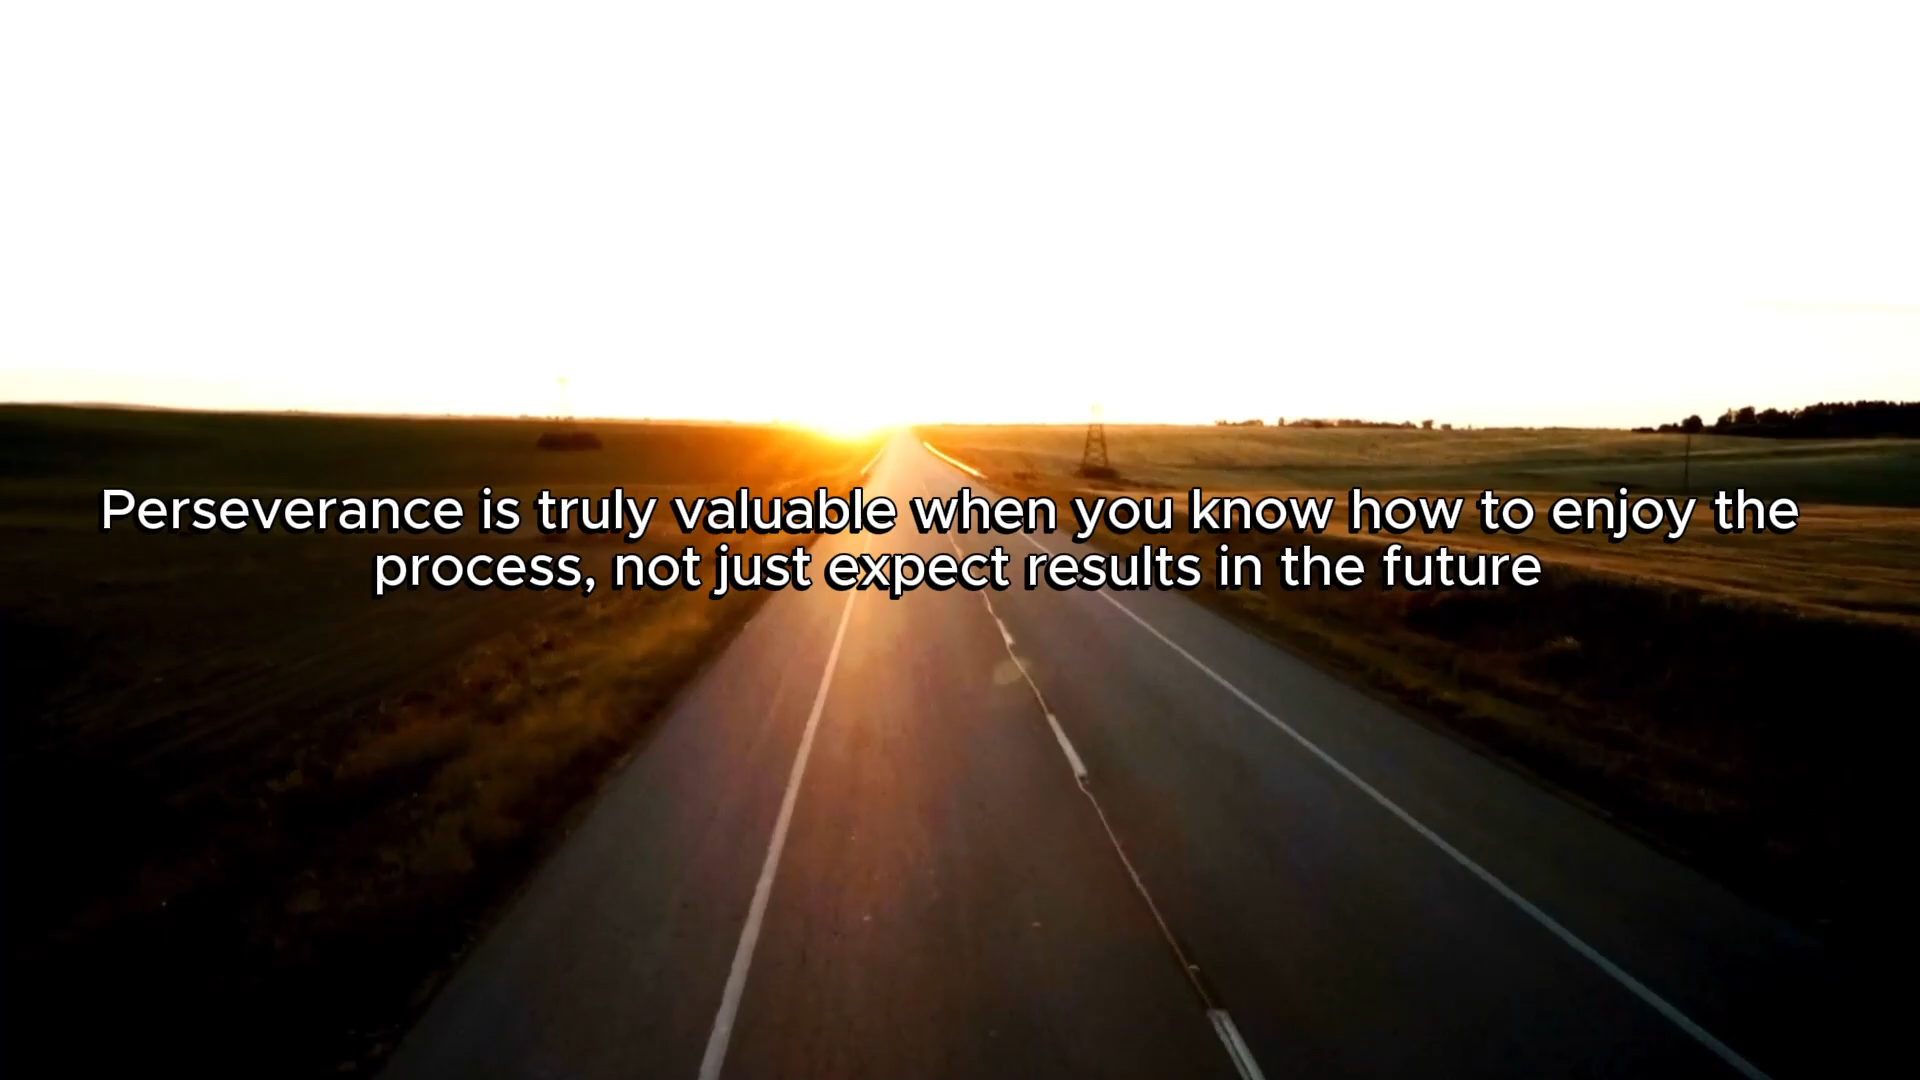 Perseverance is truly valuable when you know how to enjoy the
process, not just expect results in the future